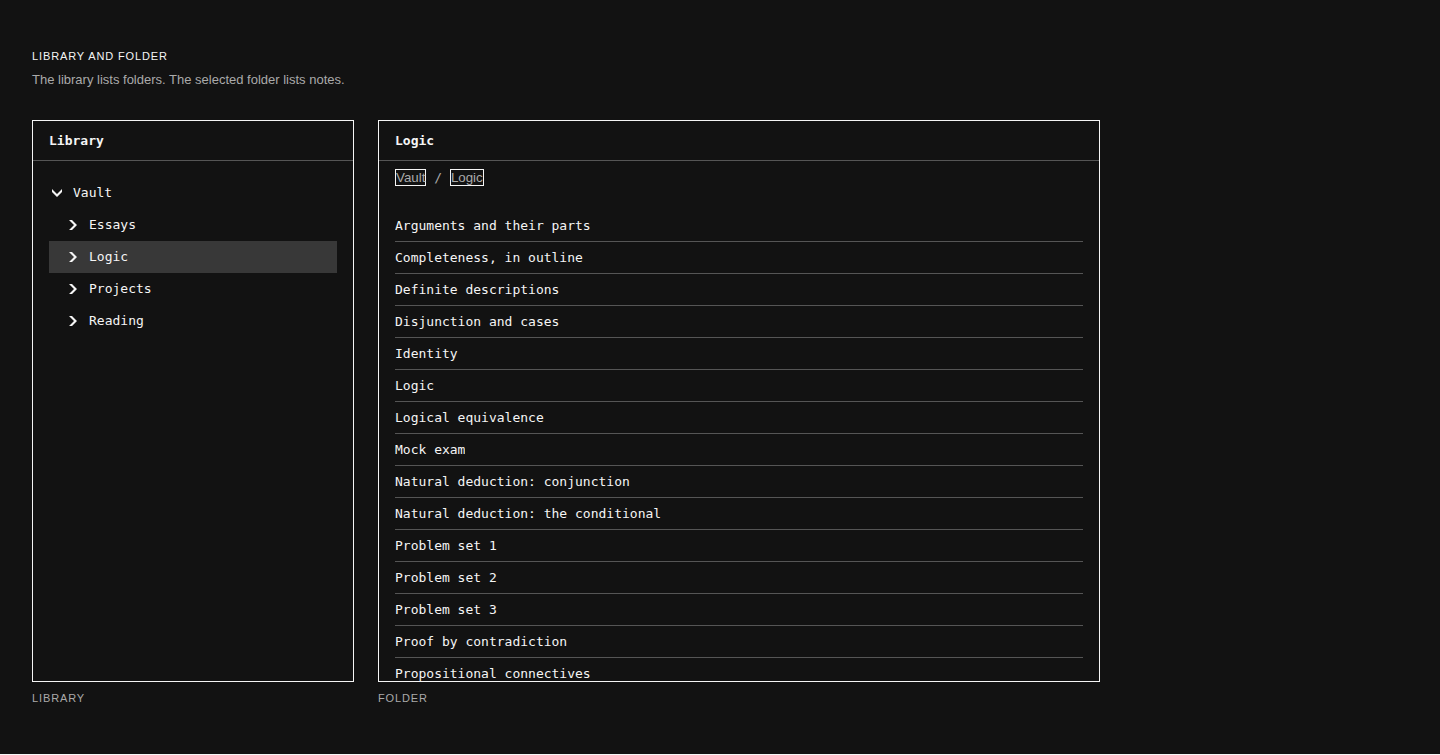 LIBRARY AND FOLDER
The library lists folders. The selected folder lists notes.
Library
Vault
Essays
Logic
Projects
Reading
LIBRARY
Logic
Vault / Logic
Arguments and their parts
Completeness, in outline
Definite descriptions
Disjunction and cases
Identity
Logic
Logical equivalence
Mock exam
Natural deduction: conjunction
Natural deduction: the conditional
Problem set 1
Problem set 2
Problem set 3
Proof by contradiction
Propositional connectives
FOLDER